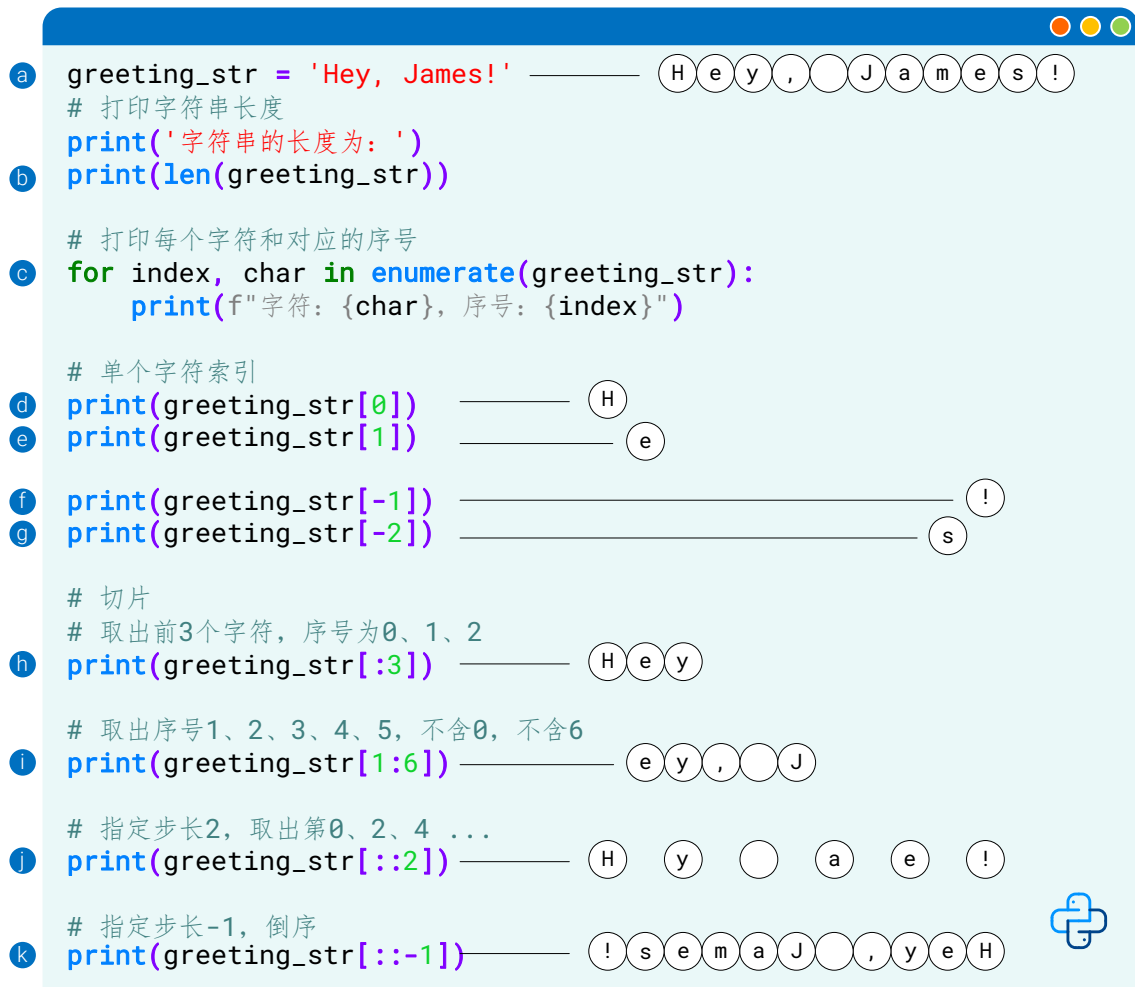 a greeting_str = 'Hey, James!' H e y , J a m e s !
# 打印字符串长度
print('字符串的长度为: ')
b print(len(greeting_str))
# 打印每个字符和对应的序号
c for index, char in enumerate(greeting_str):
print(f"字符: {char}, 序号: {index}")
# 单个字符索引
d print(greeting_str[0]) H
e print(greeting_str[1]) e
f print(greeting_str[-1]) !
g print(greeting_str[-2]) s
# 切片
# 取出前3个字符, 序号为0、1、2
h print(greeting_str[:3]) H e y
# 取出序号1、2、3、4、5, 不含0, 不含6
i print(greeting_str[1:6]) e y , J
# 指定步长2, 取出第0、2、4 ...
j print(greeting_str[::2]) H y a e !
# 指定步长-1, 倒序
k print(greeting_str[::-1]) ! s e m a J , y e H